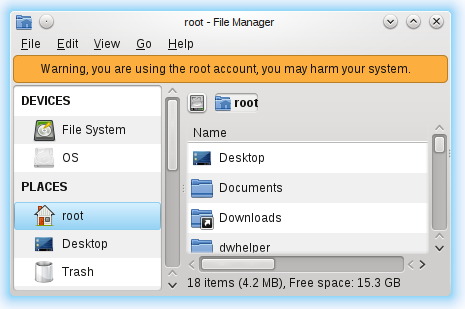 root - File Manager
File Edit View Go Help
Warning, you are using the root account, you may harm your system.
DEVICES
File System
OS
PLACES
root
Desktop
Trash
root
Name
Desktop
Documents
Downloads
dwhelper
18 items (4.2 MB), Free space: 15.3 GB